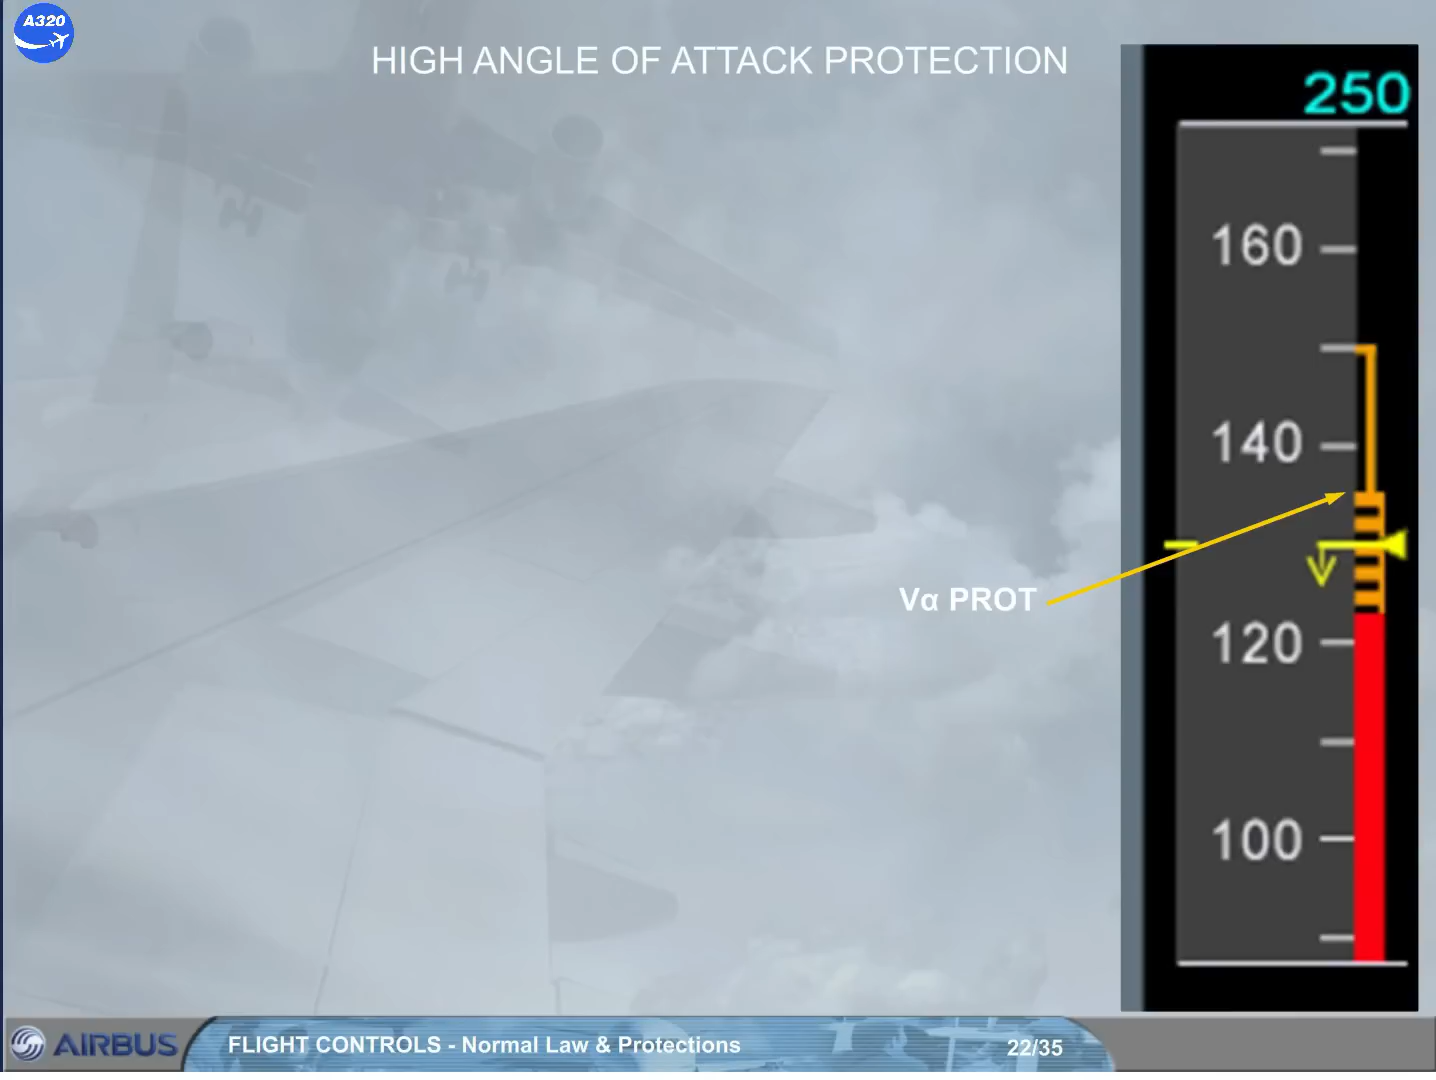 A320
HIGH ANGLE OF ATTACK PROTECTION
250
160
140
Vα PROT
120
100
AIRBUS
FLIGHT CONTROLS - Normal Law & Protections
22/35